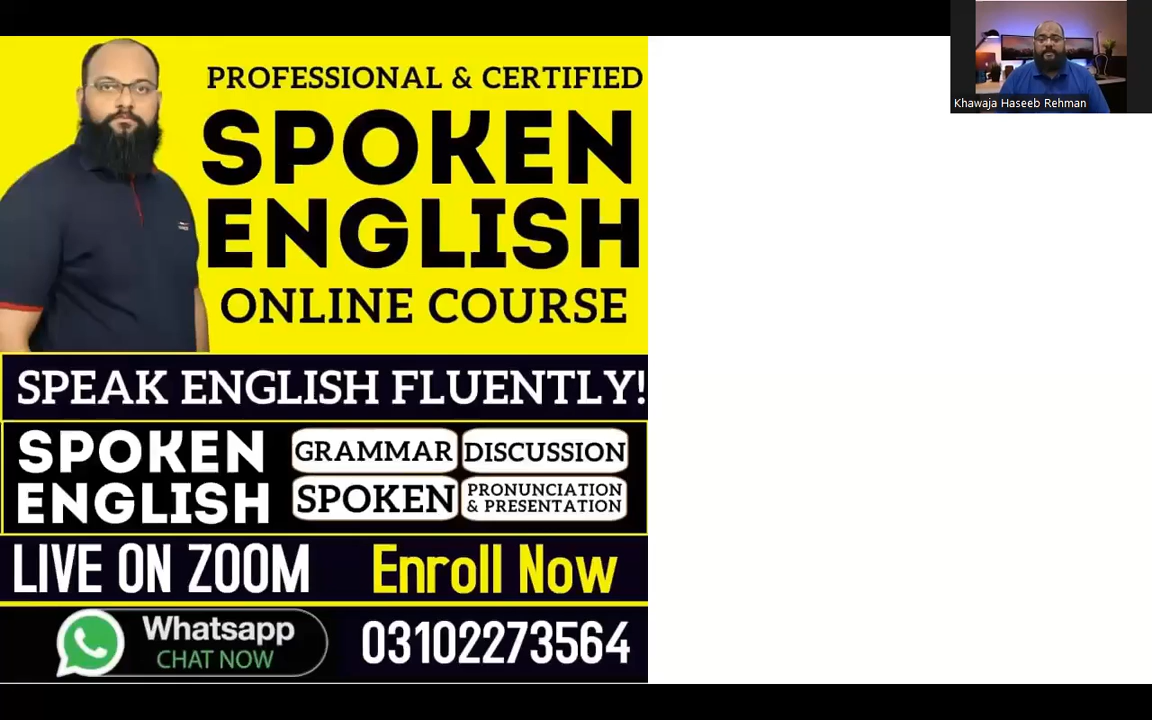 PROFESSIONAL & CERTIFIED
SPOKEN
ENGLISH
ONLINE COURSE
SPEAK ENGLISH FLUENTLY!
SPOKEN
ENGLISH
GRAMMAR
DISCUSSION
SPOKEN
PRONUNCIATION
& PRESENTATION
LIVE ON ZOOM
Enroll Now
Whatsapp
CHAT NOW
03102273564
Khawaja Haseeb Rehman